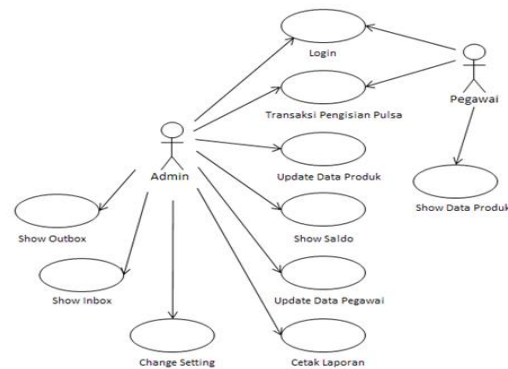 Login
Pegawai
Transaksi Pengisian Pulsa
Admin
Update Data Produk
Show Data Produk
Show Outbox
Show Saldo
Show Inbox
Update Data Pegawai
Change Setting
Cetak Laporan